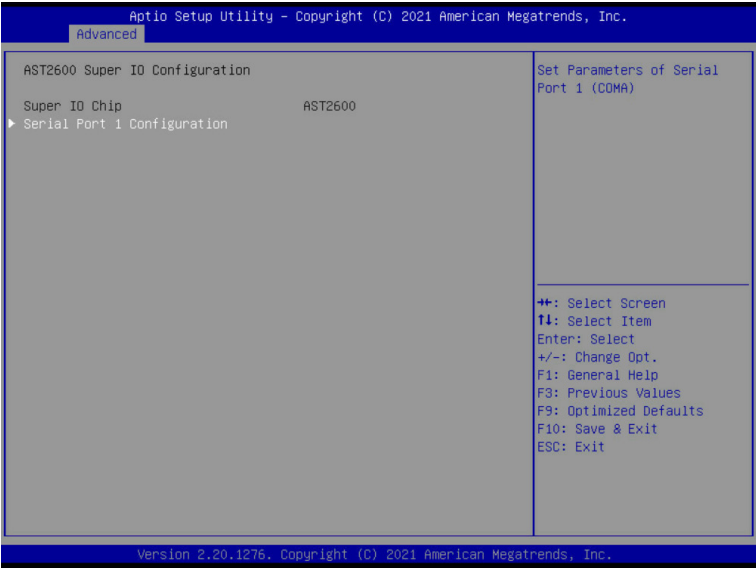 Aptio Setup Utility – Copyright (C) 2021 American Megatrends, Inc.
Advanced
AST2600 Super IO Configuration
Super IO Chip AST2600
Serial Port 1 Configuration
Set Parameters of Serial
Port 1 (COMA)
→←: Select Screen
↑↓: Select Item
Enter: Select
+/-: Change Opt.
F1: General Help
F3: Previous Values
F9: Optimized Defaults
F10: Save & Exit
ESC: Exit
Version 2.20.1276. Copyright (C) 2021 American Megatrends, Inc.